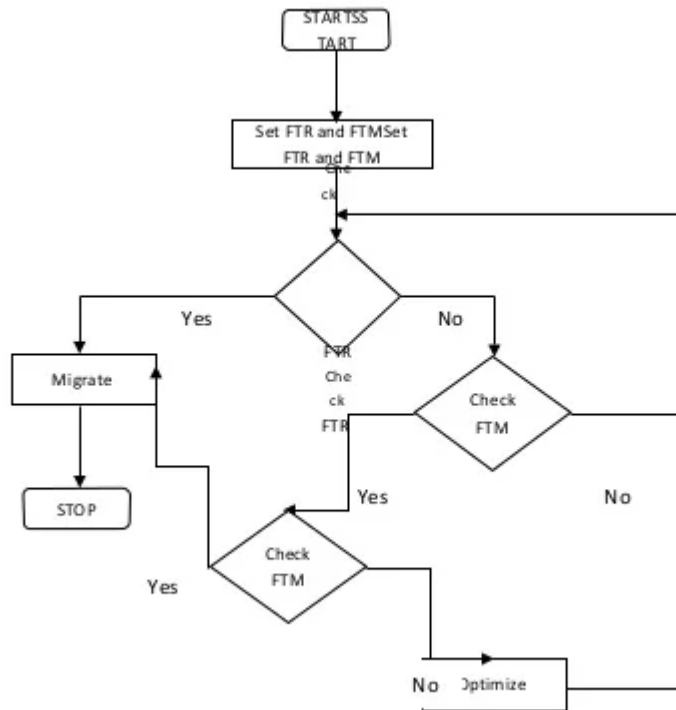 STARTSS
TART
Set FTR and FTMSet
FTR and FTM
Che
ck
Yes
No
FTR
Che
ck
FTR
Migrate
Check
FTM
Yes
No
STOP
Check
FTM
Yes
No
Optimize